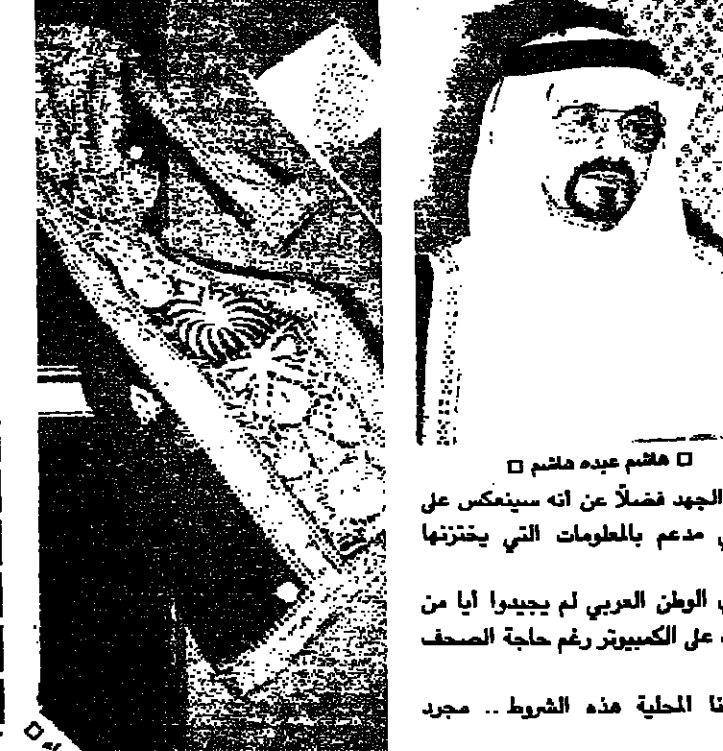 □ هاشم عبده هاشم □
الجهد فضلاً عن أنه سينعكس على
مدعم بالمعلومات التي يختزنها
الوطن العربي لم يجيدوا أيا من
على الكمبيوتر رغم حاجة الصحف
المحلية هذه الشروط .. مجرد